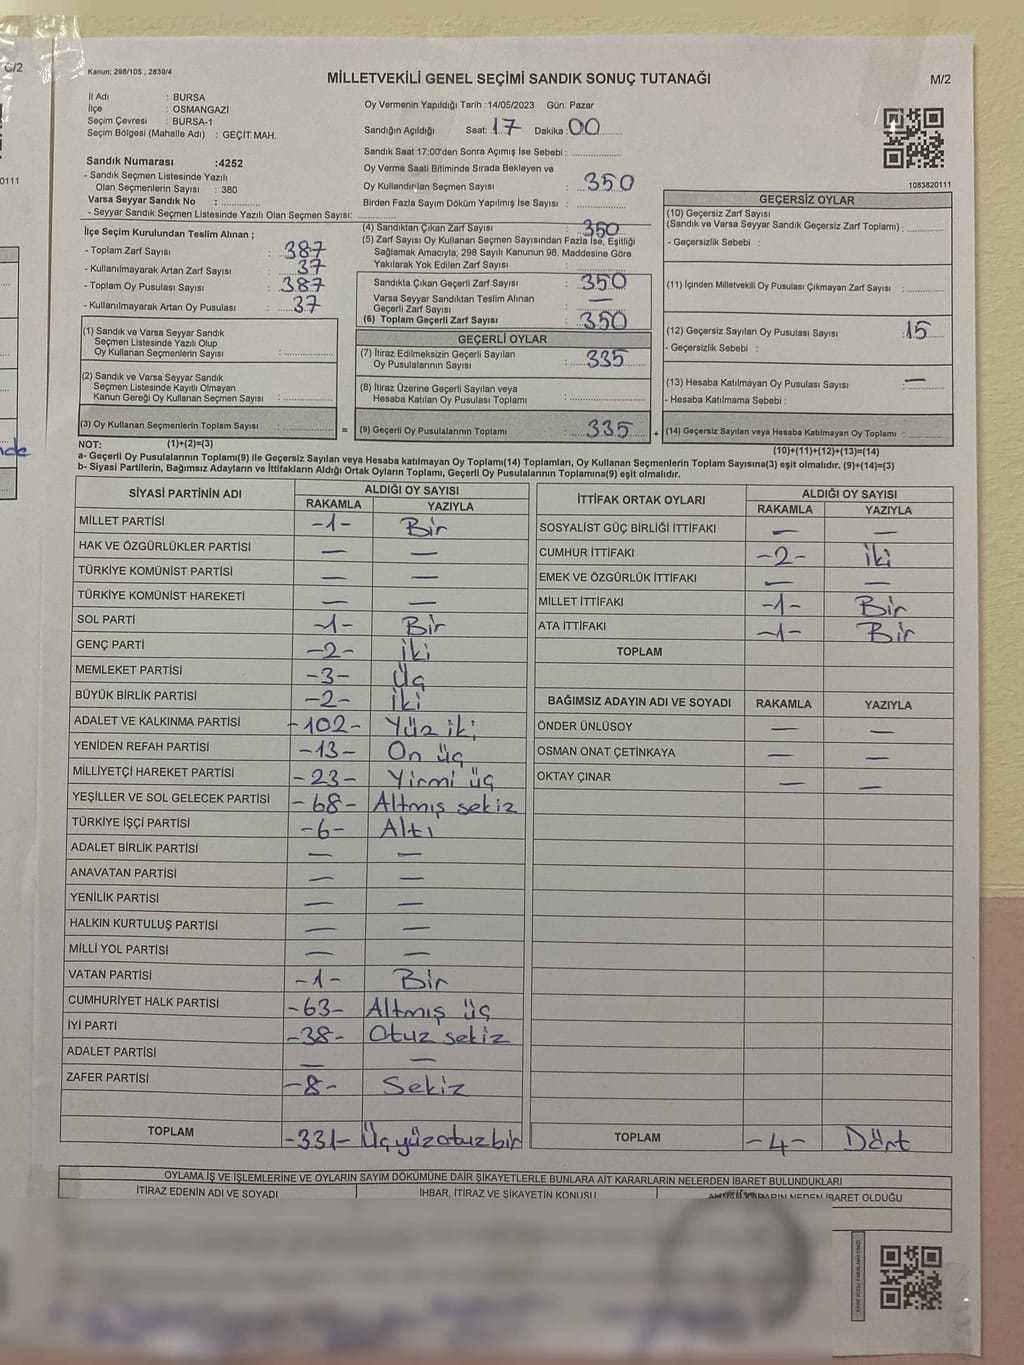 Ç/2
Kanun; 298/105 , 2839/4
MİLLETVEKİLİ GENEL SEÇİMİ SANDIK SONUÇ TUTANAĞI
M/2
İl Adı : BURSA
İlçe : OSMANGAZİ
Seçim Çevresi : BURSA-1
Seçim Bölgesi (Mahalle Adı) : GEÇİT MAH.
Oy Vermenin Yapıldığı Tarih :14/05/2023 Gün: Pazar
Sandığın Açıldığı Saat: 17 Dakika: 00
Sandık Saat 17:00'den Sonra Açımış İse Sebebi :
Oy Verme Saati Bitiminde Sırada Bekleyen ve
Oy Kullandırılan Seçmen Sayısı : 350
Birden Fazla Sayım Döküm Yapılmış İse Sayısı :
1083820111
0111
Sandık Numarası :4252
- Sandık Seçmen Listesinde Yazılı
Olan Seçmenlerin Sayısı : 380
Varsa Seyyar Sandık No :
- Seyyar Sandık Seçmen Listesinde Yazılı Olan Seçmen Sayısı:
İlçe Seçim Kurulundan Teslim Alınan ;
- Toplam Zarf Sayısı : 387
- Kullanılmayarak Artan Zarf Sayısı : 37
- Toplam Oy Pusulası Sayısı : 387
- Kullanılmayarak Artan Oy Pusulası : 37
(1) Sandık ve Varsa Seyyar Sandık
Seçmen Listesinde Yazılı Olup
Oy Kullanan Seçmenlerin Sayısı :
(2) Sandık ve Varsa Seyyar Sandık
Seçmen Listesinde Kayıtlı Olmayan
Kanun Gereği Oy Kullanan Seçmen Sayısı :
(3) Oy Kullanan Seçmenlerin Toplam Sayısı :
(4) Sandıktan Çıkan Zarf Sayısı : 350
(5) Zarf Sayısı Oy Kullanan Seçmen Sayısından Fazla İse, Eşitliği
Sağlamak Amacıyla; 298 Sayılı Kanunun 98. Maddesine Göre
Yakılarak Yok Edilen Zarf Sayısı :
Sandıkta Çıkan Geçerli Zarf Sayısı : 350
Varsa Seyyar Sandıktan Teslim Alınan
Geçerli Zarf Sayısı : —
(6) Toplam Geçerli Zarf Sayısı : 350
GEÇERLİ OYLAR
(7) İtiraz Edilmeksizin Geçerli Sayılan
Oy Pusulalarının Sayısı : 335
(8) İtiraz Üzerine Geçerli Sayılan veya
Hesaba Katılan Oy Pusulası Toplamı :
= (9) Geçerli Oy Pusulalarının Toplamı : 335
GEÇERSİZ OYLAR
(10) Geçersiz Zarf Sayısı
(Sandık ve Varsa Seyyar Sandık Geçersiz Zarf Toplamı) :
- Geçersizlik Sebebi :
(11) İçinden Milletvekili Oy Pusulası Çıkmayan Zarf Sayısı :
(12) Geçersiz Sayılan Oy Pusulası Sayısı : 15
- Geçersizlik Sebebi :
(13) Hesaba Katılmayan Oy Pusulası Sayısı : —
- Hesaba Katılmama Sebebi :
+ (14) Geçersiz Sayılan veya Hesaba Katılmayan Oy Pusulası Toplamı :
NOT: (1)+(2)=(3)
(10)+(11)+(12)+(13)=(14)
a- Geçerli Oy Pusulalarının Toplamı(9) ile Geçersiz Sayılan veya Hesaba katılmayan Oy Toplamı(14) Toplamları, Oy Kullanan Seçmenlerin Toplam Sayısına(3) eşit olmalıdır. (9)+(14)=(3)
b- Siyasi Partilerin, Bağımsız Adayların ve İttifakların Aldığı Ortak Oyların Toplamı, Geçerli Oy Pusulalarının Toplamına(9) eşit olmalıdır.
SİYASİ PARTİNİN ADI ALDIĞI OY SAYISI
RAKAMLA YAZIYLA
MİLLET PARTİSİ -1- Bir
HAK VE ÖZGÜRLÜKLER PARTİSİ — —
TÜRKİYE KOMÜNİST PARTİSİ — —
TÜRKİYE KOMÜNİST HAREKETİ — —
SOL PARTİ -1- Bir
GENÇ PARTİ -2- İki
MEMLEKET PARTİSİ -3- Üç
BÜYÜK BİRLİK PARTİSİ -2- İki
ADALET VE KALKINMA PARTİSİ -102- Yüz iki
YENİDEN REFAH PARTİSİ -13- On üç
MİLLİYETÇİ HAREKET PARTİSİ -23- Yirmi üç
YEŞİLLER VE SOL GELECEK PARTİSİ -68- Altmış sekiz
TÜRKİYE İŞÇİ PARTİSİ -6- Altı
ADALET BİRLİK PARTİSİ — —
ANAVATAN PARTİSİ — —
YENİLİK PARTİSİ — —
HALKIN KURTULUŞ PARTİSİ — —
MİLLİ YOL PARTİSİ — —
VATAN PARTİSİ -1- Bir
CUMHURİYET HALK PARTİSİ -63- Altmış üç
İYİ PARTİ -38- Otuz sekiz
ADALET PARTİSİ — —
ZAFER PARTİSİ -8- Sekiz
TOPLAM -331- Üçyüzotuzbir
İTTİFAK ORTAK OYLARI ALDIĞI OY SAYISI
RAKAMLA YAZIYLA
SOSYALİST GÜÇ BİRLİĞİ İTTİFAKI — —
CUMHUR İTTİFAKI -2- İki
EMEK VE ÖZGÜRLÜK İTTİFAKI — —
MİLLET İTTİFAKI -1- Bir
ATA İTTİFAKI -1- Bir
TOPLAM
BAĞIMSIZ ADAYIN ADI VE SOYADI RAKAMLA YAZIYLA
ÖNDER ÜNLÜSOY — —
OSMAN ONAT ÇETİNKAYA — —
OKTAY ÇINAR — —
TOPLAM -4- Dört
OYLAMA İŞ VE İŞLEMLERİNE VE OYLARIN SAYIM DÖKÜMÜNE DAİR ŞİKAYETLERLE BUNLARA AİT KARARLARIN NELERDEN İBARET BULUNDUKLARI
İTİRAZ EDENİN ADI VE SOYADI İHBAR, İTİRAZ VE ŞİKAYETİN KONUSU NEDEN İBARET OLDUĞU